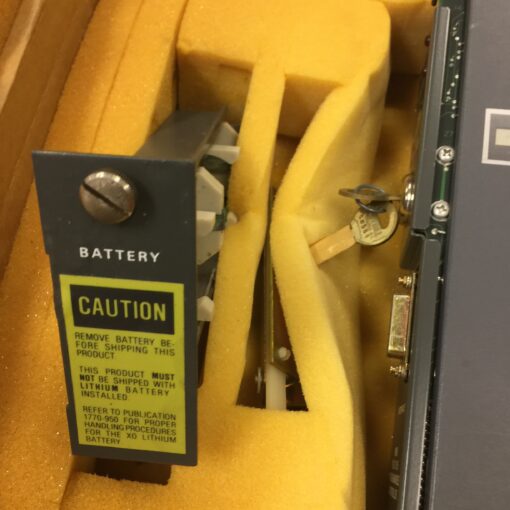 BATTERY
CAUTION
REMOVE BATTERY BE-
FORE SHIPPING THIS
PRODUCT.
THIS PRODUCT MUST
NOT BE SHIPPED WITH
LITHIUM BATTERY
INSTALLED.
REFER TO PUBLICATION
1770-950 FOR PROPER
HANDLING PROCEDURES
FOR THE XO LITHIUM
BATTERY.